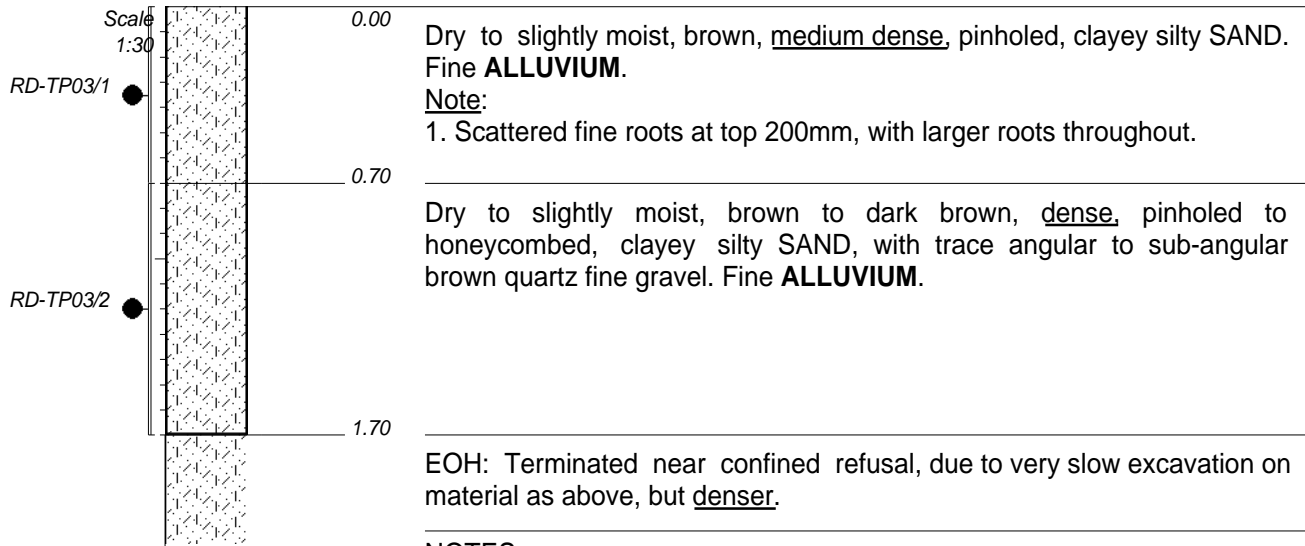 Scale
1:30
0.00
Dry to slightly moist, brown, medium dense, pinholed, clayey silty SAND.
Fine ALLUVIUM.
Note:
1. Scattered fine roots at top 200mm, with larger roots throughout.
RD-TP03/1
0.70
Dry to slightly moist, brown to dark brown, dense, pinholed to
honeycombed, clayey silty SAND, with trace angular to sub-angular
brown quartz fine gravel. Fine ALLUVIUM.
RD-TP03/2
1.70
EOH: Terminated near confined refusal, due to very slow excavation on
material as above, but denser.
NOTES